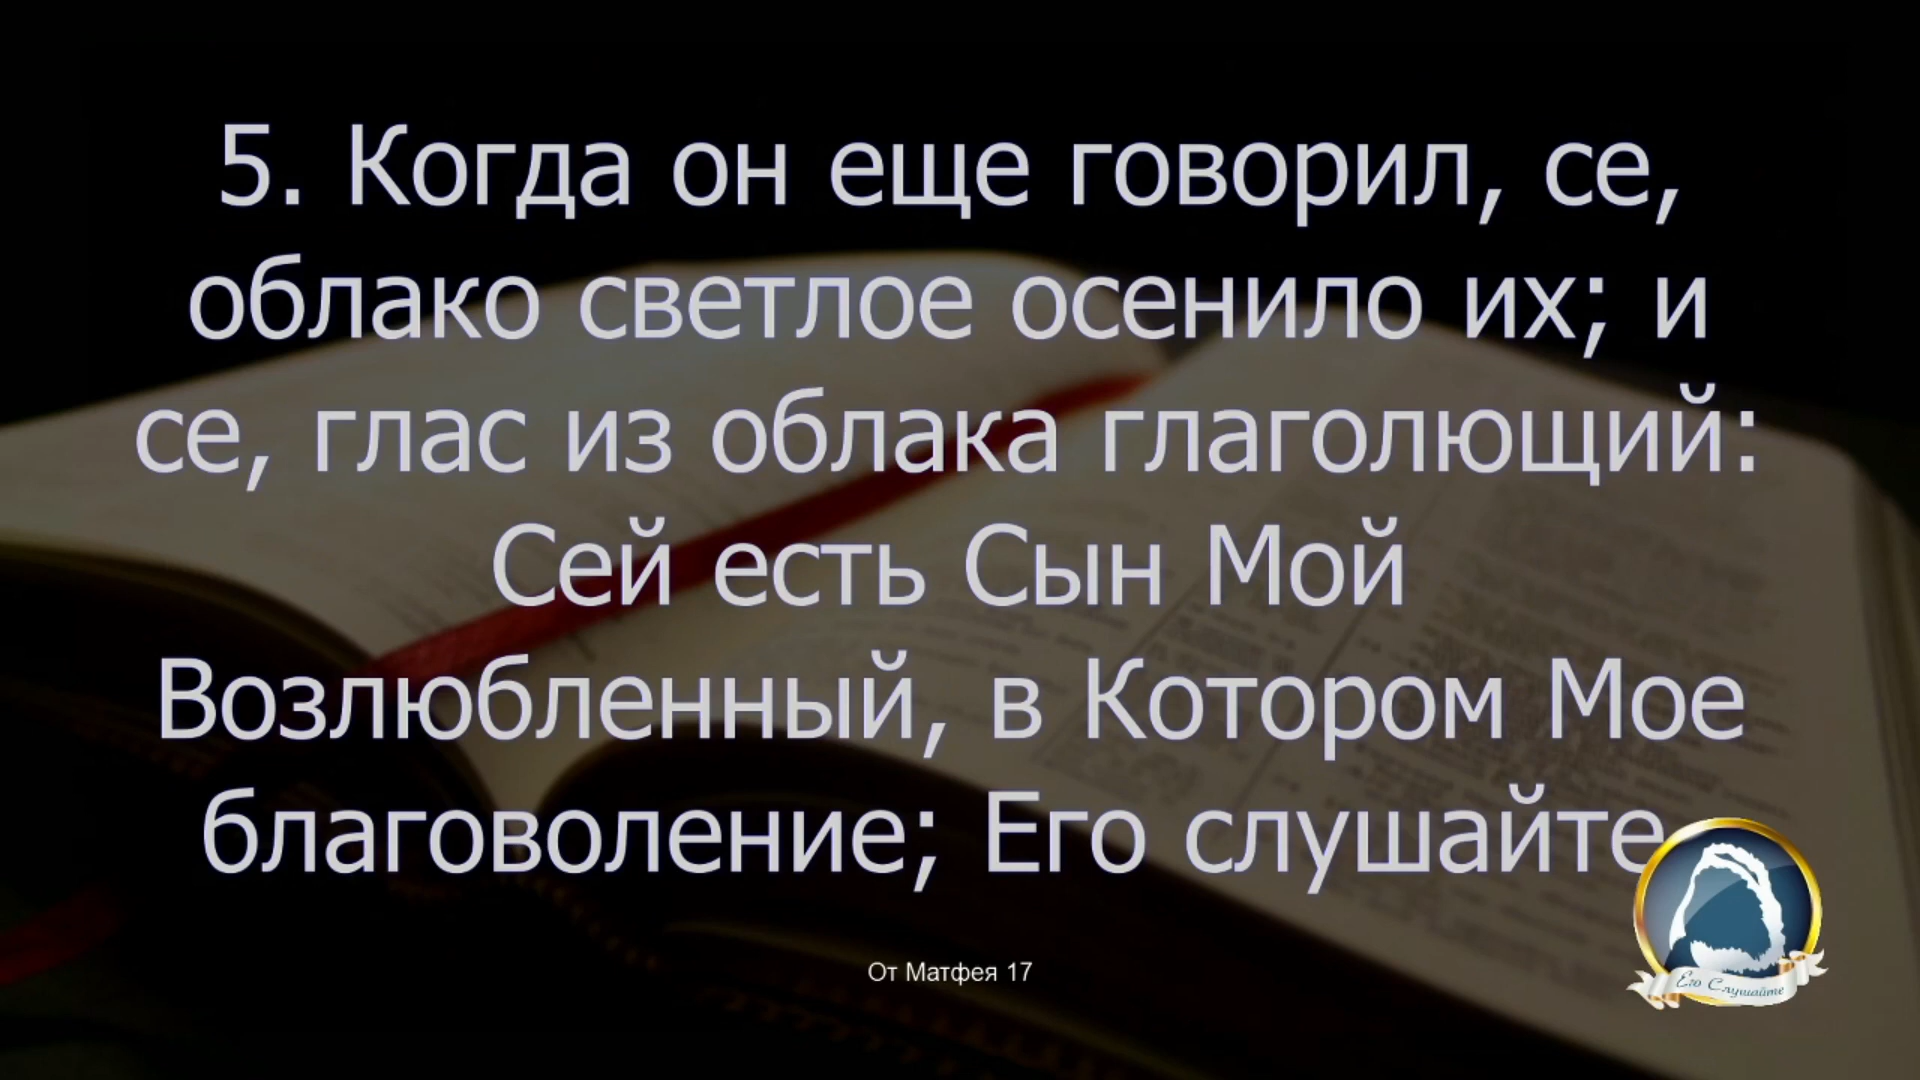 5. Когда он еще говорил, се,
облако светлое осенило их; и
се, глас из облака глаголющий:
Сей есть Сын Мой
Возлюбленный, в Котором Мое
благоволение; Его слушайте
От Матфея 17
Его Слушайте